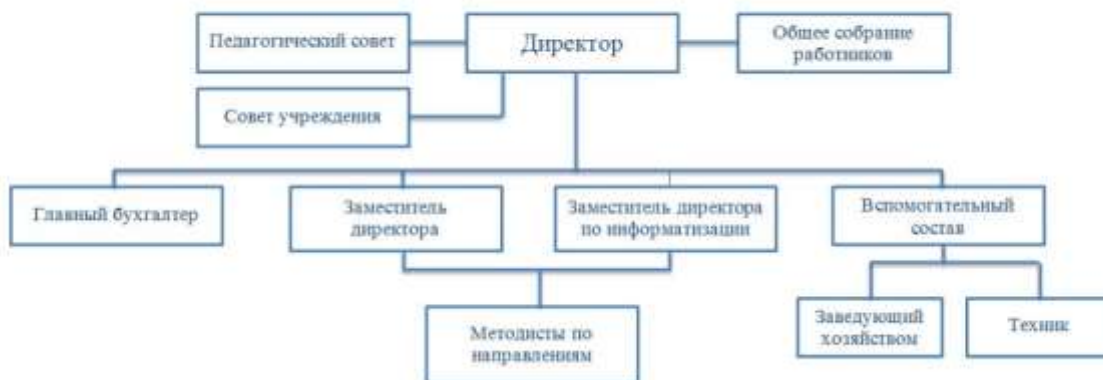 Педагогический совет
Директор
Общее собрание
работников
Совет учреждения
Главный бухгалтер
Заместитель
директора
Заместитель директора
по информатизации
Вспомогательный
состав
Методисты по
направлениям
Заведующий
хозяйством
Техник